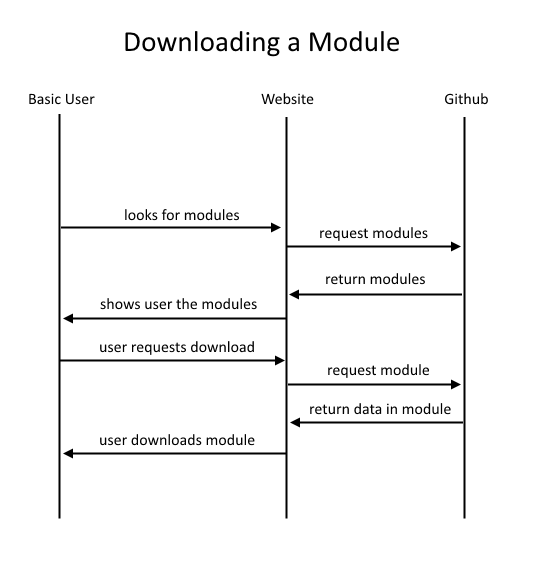 Downloading a Module
Basic User
Website
Github
looks for modules
request modules
return modules
shows user the modules
user requests download
request module
return data in module
user downloads module